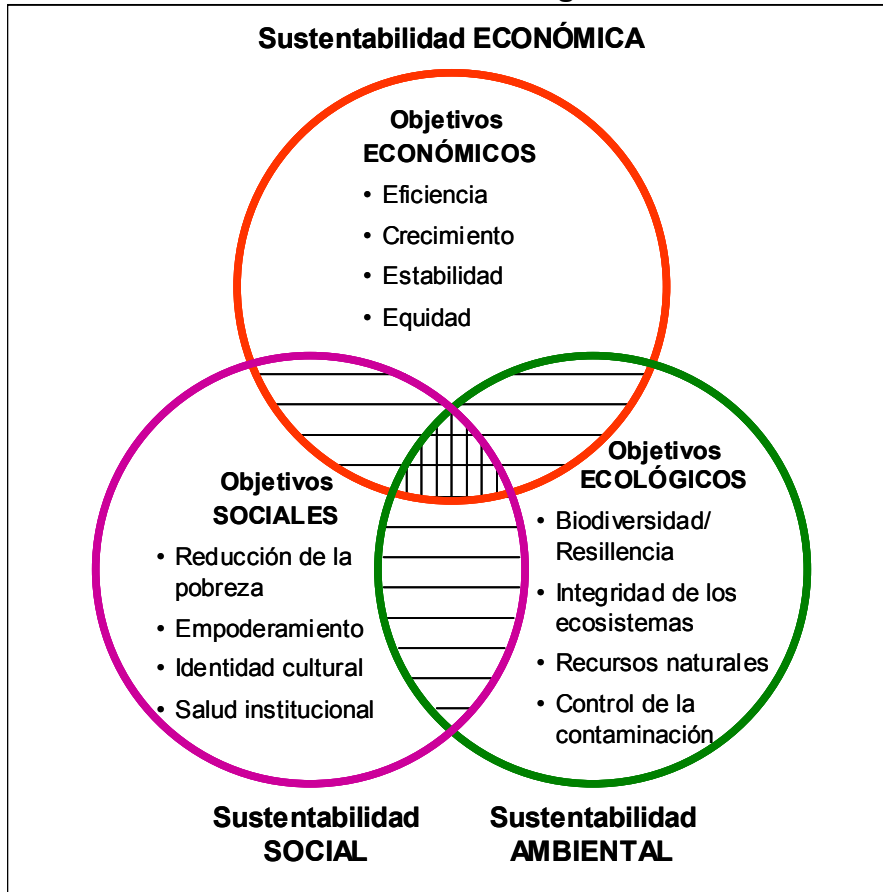 Sustentabilidad ECONÓMICA
Objetivos
ECONÓMICOS
• Eficiencia
• Crecimiento
• Estabilidad
• Equidad
Objetivos
SOCIALES
• Reducción de la
pobreza
• Empoderamiento
• Identidad cultural
• Salud institucional
Objetivos
ECOLÓGICOS
• Biodiversidad/
Resillencia
• Integridad de los
ecosistemas
• Recursos naturales
• Control de la
contaminación
Sustentabilidad
SOCIAL
Sustentabilidad
AMBIENTAL